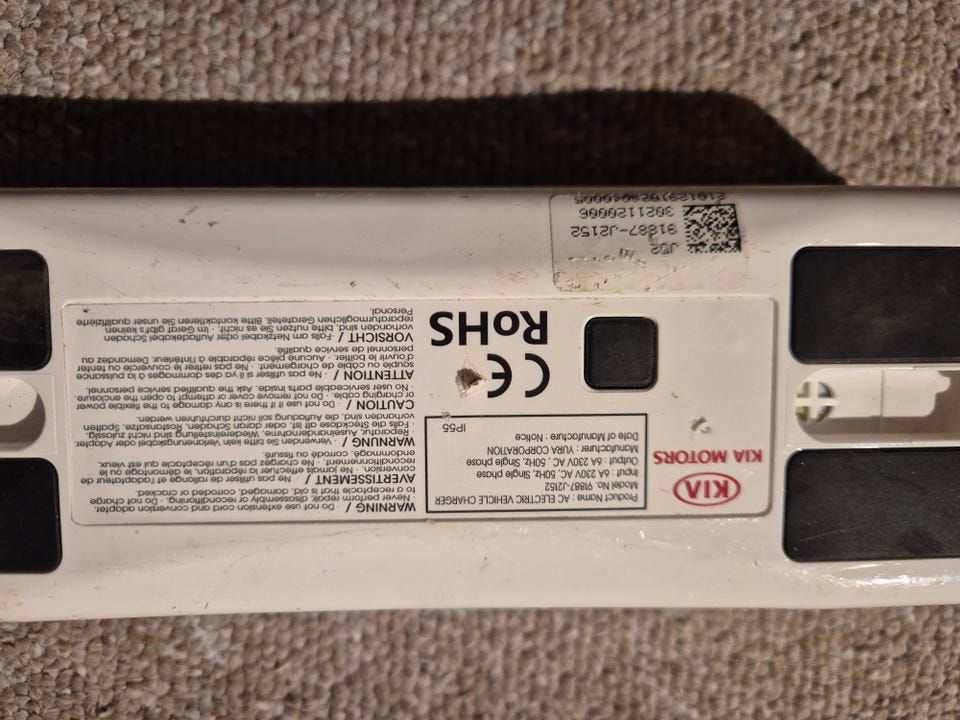 KIA
KIA MOTORS
Product Name : AC ELECTRIC VEHICLE CHARGER
Model No. 91887-J2152
Input : 6A 230V, AC, 50Hz, Single phase
Output : 6A 230V AC, 50Hz, Single phase
Manufacturer : YURA CORPORATION
Date of Manufacture : Notice
IP55
CE
RoHS
WARNING / · Do not use extension cord and conversion adapter.
· Never perform repair, disassembly or reconditioning. · Do not charge
to a receptacle that is old, damaged, corroded or cracked.
AVERTISSEMENT / · Ne pas utiliser de rallonge et l'adaptateur de
conversion. · Ne jamais effectuer la réparation, le démontage ou la
reconditionnement. · Ne chargez pas d'un réceptacle qui est vieux,
endommagé, corrodé ou craqué.
WARNUNG / · Verwenden Sie bitte kein Verlängerungskabel oder Adapter.
· Reparatur, Auseinandernahme, Wiedereinstellung sind nicht zulässig.
· Falls die Steckdose alt ist, oder daran Schäden, Rostansätze, Spalten
vorhanden sind, die Aufladung soll nicht durchführen werden.
CAUTION / · Do not use if there is any damage to the flexible power
or charging cable. · Do not remove cover or attempt to open the enclosure.
· No user serviceable parts inside. Ask the qualified service personnel.
ATTENTION / · Ne pas utiliser si il y a des dommages à la puissance
souple ou câble de chargement. · Ne pas retirer le couvercle ou tenter
d'ouvrir le boîtier. · Aucune pièce réparable à l'intérieur. Demandez au
personnel de service qualifié.
VORSICHT / · Falls am Netzkabel oder Aufladekabel Schäden
vorhanden sind, bitte nutzen Sie es nicht. · Im Gerät gibt's keinen
reparaturmöglichen Geräteteil. Bitte kontaktieren Sie unser qualifizierte
Personal.
J52
91887-J2152
3021120006